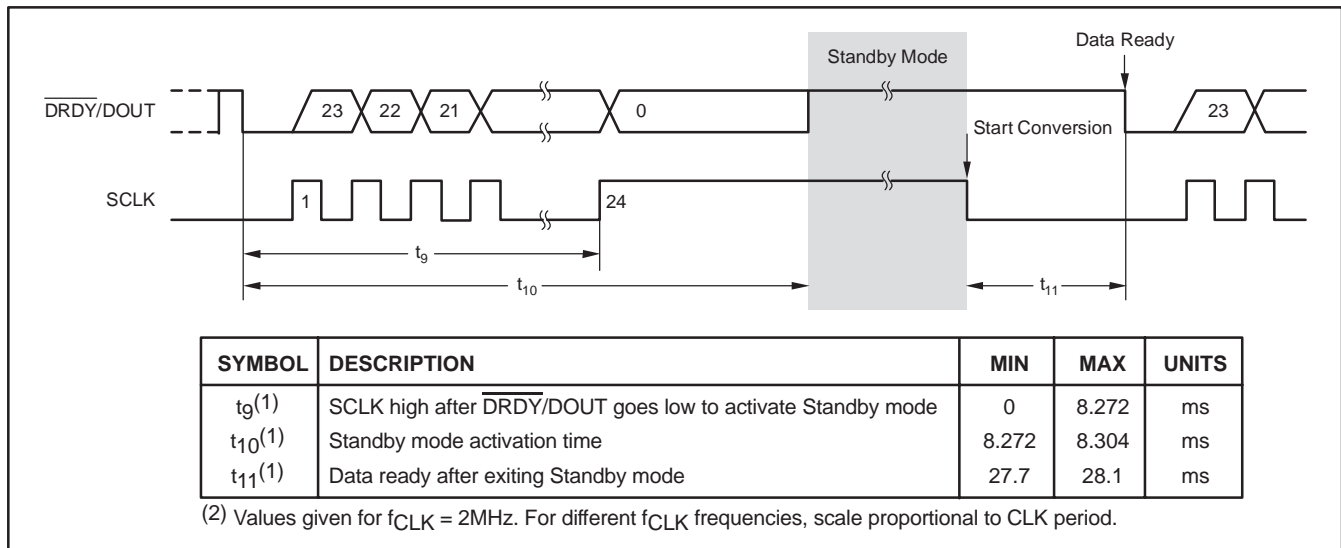 Data Ready
Standby Mode
DRDY/DOUT 23 22 21 0 23
Start Conversion
SCLK 1 24
t9
t10 t11
SYMBOL DESCRIPTION MIN MAX UNITS
t9(1) SCLK high after DRDY/DOUT goes low to activate Standby mode 0 8.272 ms
t10(1) Standby mode activation time 8.272 8.304 ms
t11(1) Data ready after exiting Standby mode 27.7 28.1 ms
(2) Values given for fCLK = 2MHz. For different fCLK frequencies, scale proportional to CLK period.